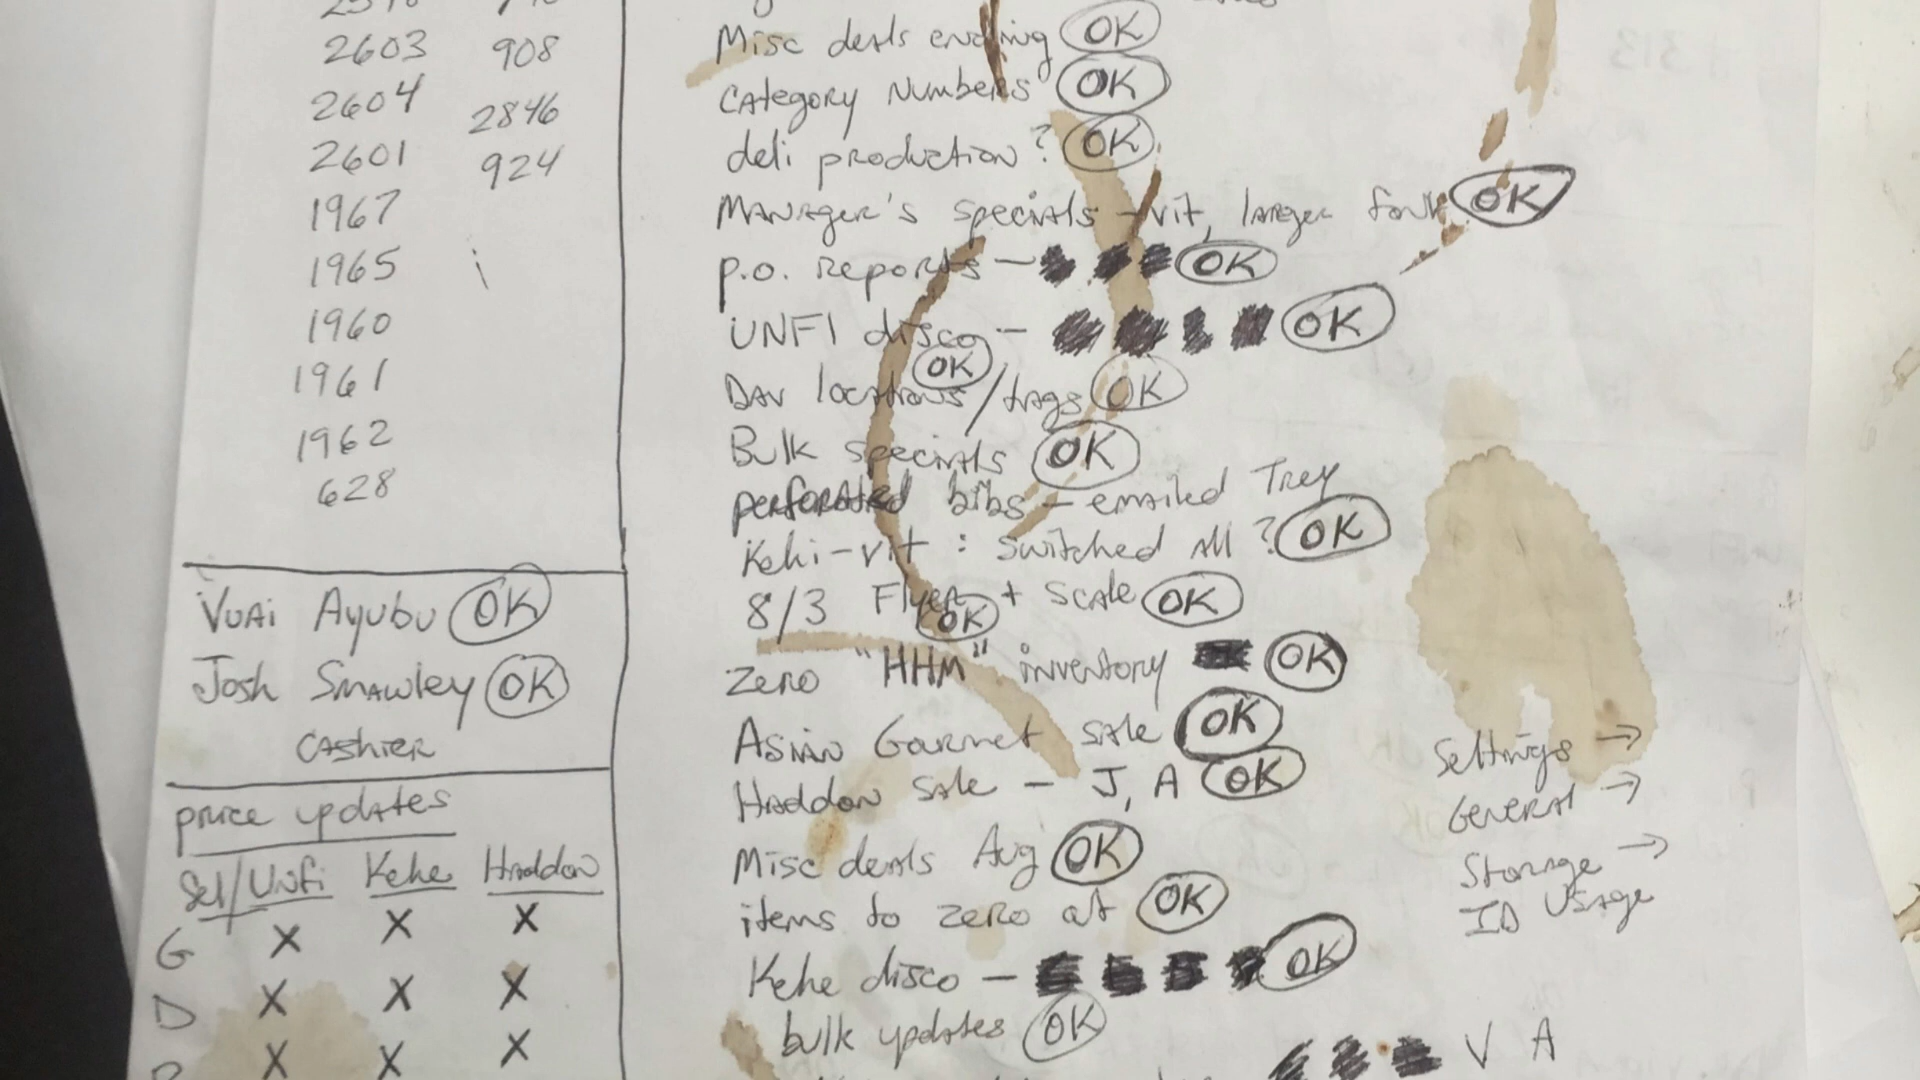 2603 908
2604 2846
2601 924
1967
1965
1960
1961
1962
628
Vuai Ayubu OK
Josh Smawley OK
Cashier
price updates
Sel/Unfi Kehe Haddon
G X X X
D X X X
X X X
Misc deals ending OK
Category Numbers OK
deli production? OK
Manager's specials - vit, larger font OK
p.o. reports - OK
UNFI disco - OK
OK
Dav locations/tags OK
Bulk specials OK
perforated bibs - emailed Trey
Kehi-vit: switched all? OK
8/3 Flyer + scale OK
OK
Zero "HHM" inventory OK
Asian Gourmet sale OK
Haddon sale - J, A OK
Misc deals Aug OK
items to zero at OK
Kehe disco - OK
bulk updates OK
V A
Settings →
General →
Storage →
ID Usage